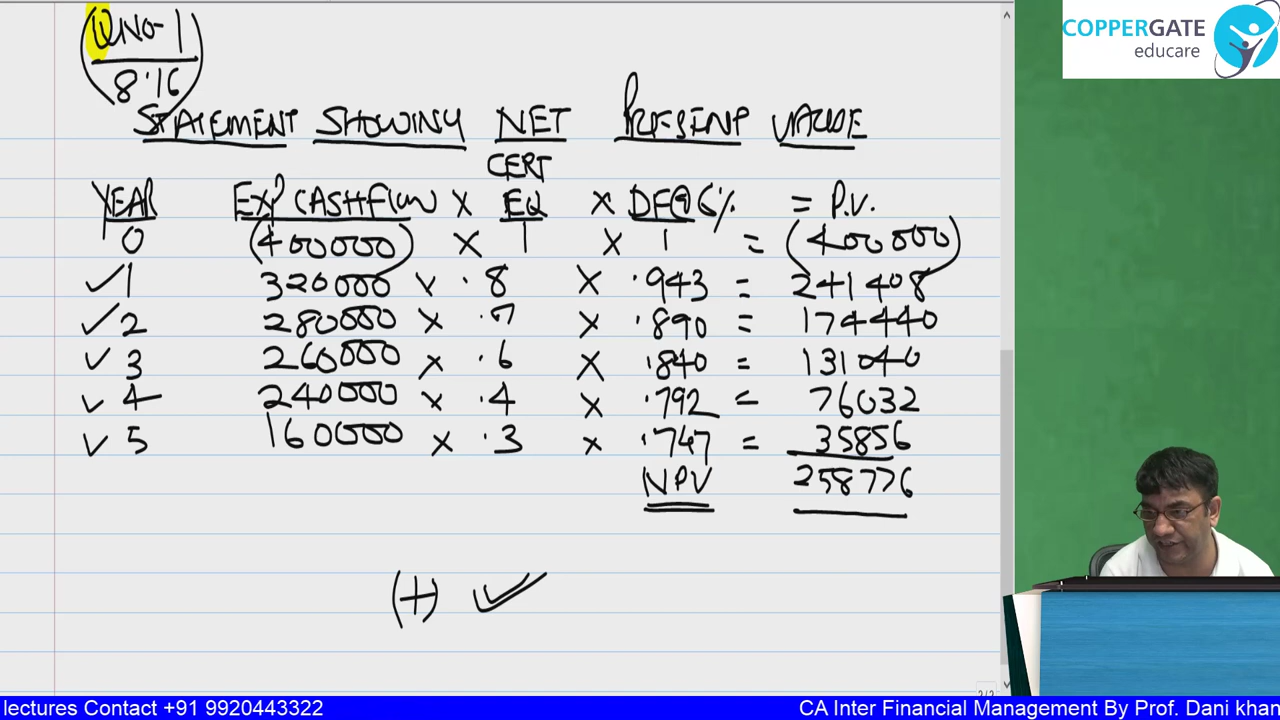 QNo-1
8.16
COPPERGATE
educare
STATEMENT SHOWING NET PRESENT VALUE
CERT
YEAR EXP CASHFLOW X EQ X DF@6% = P.V.
0 (400000) X 1 X 1 = (400000)
✓1 320000 X .8 X .943 = 241408
✓2 280000 X .7 X .890 = 174440
✓3 260000 X .6 X .840 = 131040
✓4 240000 X .4 X .792 = 76032
✓5 160000 X .3 X .747 = 35856
NPV 258776
(+) ✓
2/2
lectures Contact +91 9920443322 CA Inter Financial Management By Prof. Dani khan